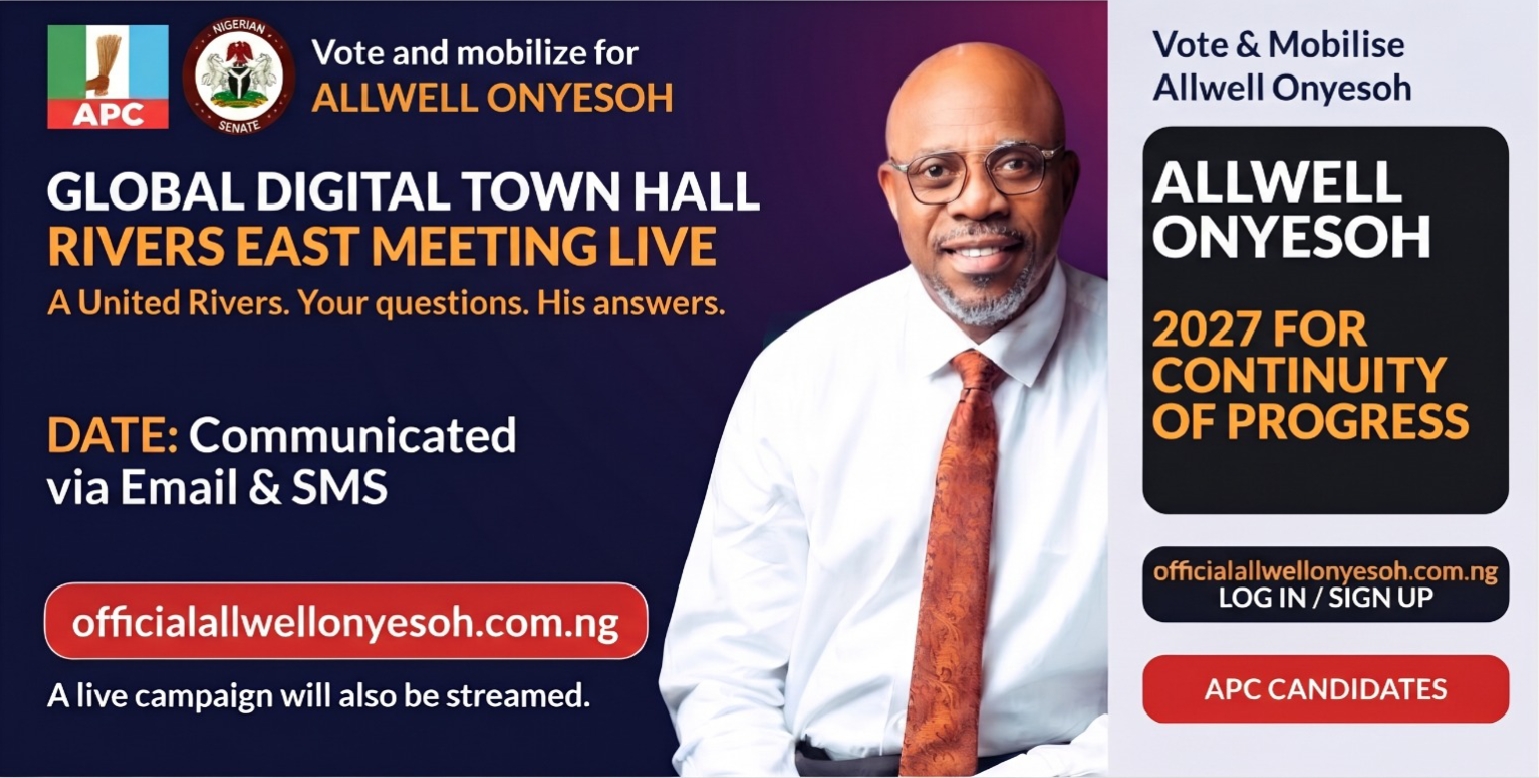 APC
NIGERIAN
SENATE
Vote and mobilize for
ALLWELL ONYESOH
GLOBAL DIGITAL TOWN HALL
RIVERS EAST MEETING LIVE
A United Rivers. Your questions. His answers.
DATE: Communicated
via Email & SMS
officialallwellonyesoh.com.ng
A live campaign will also be streamed.
Vote & Mobilise
Allwell Onyesoh
ALLWELL
ONYESOH
2027 FOR
CONTINUITY
OF PROGRESS
officialallwellonyesoh.com.ng
LOG IN / SIGN UP
APC CANDIDATES